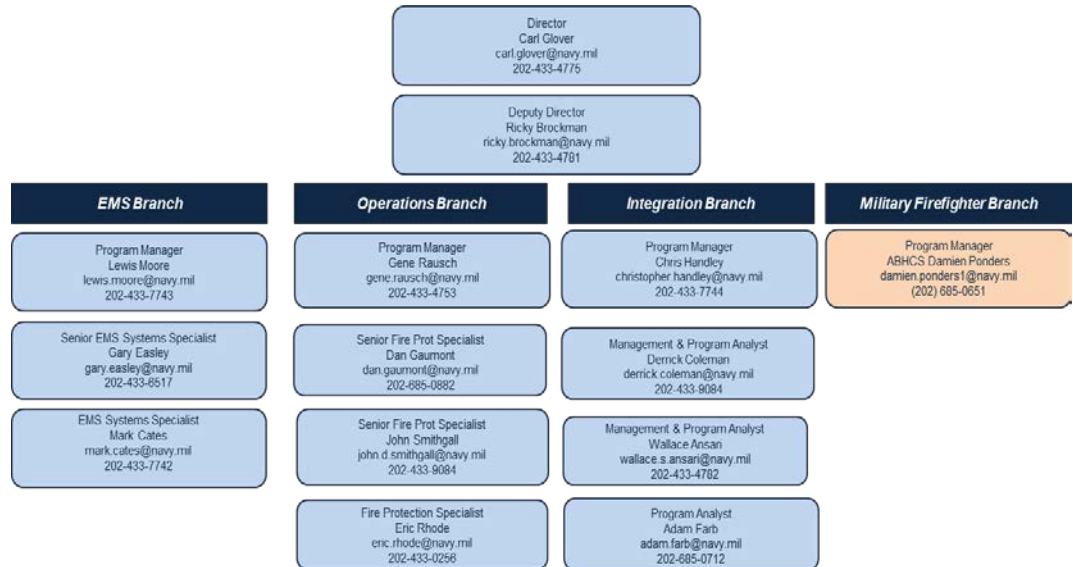 Director
Carl Glover
carl.glover@navy.mil
202-433-4775
Deputy Director
Ricky Brockman
ricky.brockman@navy.mil
202-433-4781
EMS Branch
Program Manager
Lewis Moore
lewis.moore@navy.mil
202-433-7743
Senior EMS Systems Specialist
Gary Easley
gary.easley@navy.mil
202-433-6517
EMS Systems Specialist
Mark Cates
mark.cates@navy.mil
202-433-7742
Operations Branch
Program Manager
Gene Rausch
gene.rausch@navy.mil
202-433-4753
Senior Fire Prot Specialist
Dan Gaumont
dan.gaumont@navy.mil
202-685-0882
Senior Fire Prot Specialist
John Smithgall
john.d.smithgall@navy.mil
202-433-9084
Fire Protection Specialist
Eric Rhode
eric.rhode@navy.mil
202-433-0256
Integration Branch
Program Manager
Chris Handley
christopher.handley@navy.mil
202-433-7744
Management & Program Analyst
Derrick Coleman
derrick.coleman@navy.mil
202-433-9084
Management & Program Analyst
Wallace Ansari
wallace.s.ansari@navy.mil
202-433-4782
Program Analyst
Adam Farb
adam.farb@navy.mil
202-685-0712
Military Firefighter Branch
Program Manager
ABHCS Damien Ponders
damien.ponders1@navy.mil
(202) 685-0651